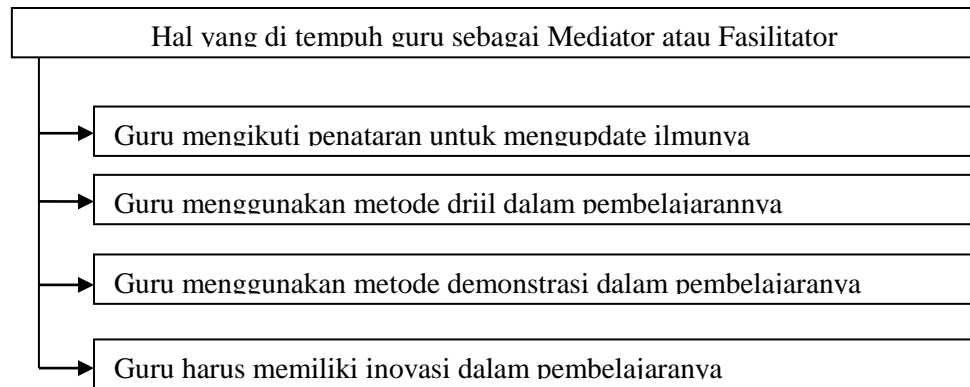 Hal yang di tempuh guru sebagai Mediator atau Fasilitator
Guru mengikuti penataran untuk mengupdate ilmunya
Guru menggunakan metode driil dalam pembelajarannya
Guru menggunakan metode demonstrasi dalam pembelajaranya
Guru harus memiliki inovasi dalam pembelajaranya